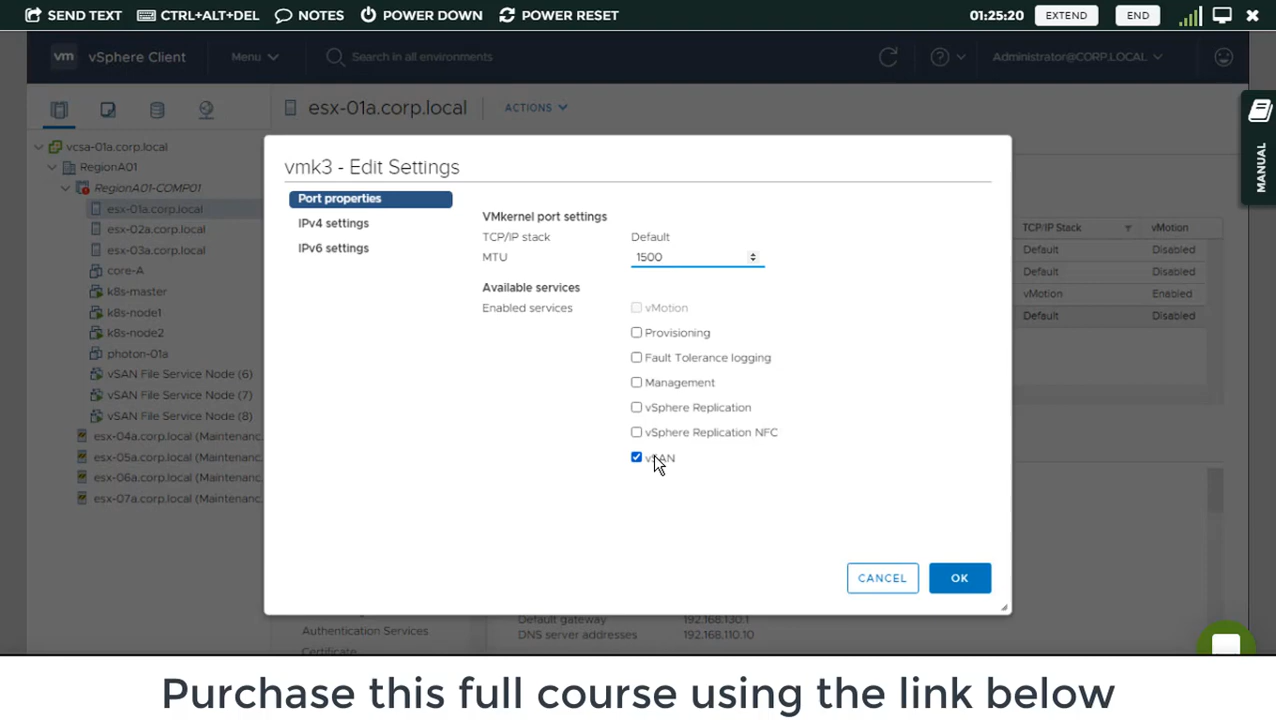 SEND TEXT CTRL+ALT+DEL NOTES POWER DOWN POWER RESET 01:25:20 EXTEND END
vm vSphere Client Menu Search in all environments Administrator@CORP.LOCAL
MANUAL
esx-01a.corp.local ACTIONS
vcsa-01a.corp.local
RegionA01
RegionA01-COMP01
esx-01a.corp.local
esx-02a.corp.local
esx-03a.corp.local
core-A
k8s-master
k8s-node1
k8s-node2
photon-01a
vSAN File Service Node (6)
vSAN File Service Node (7)
vSAN File Service Node (8)
esx-04a.corp.local (Maintenanc.
esx-05a.corp.local (Maintenanc.
esx-06a.corp.local (Maintenanc.
esx-07a.corp.local (Maintenanc.
vmk3 - Edit Settings
Port properties
IPv4 settings
IPv6 settings
VMkernel port settings
TCP/IP stack Default
MTU 1500
Available services
Enabled services vMotion
Provisioning
Fault Tolerance logging
Management
vSphere Replication
vSphere Replication NFC
vSAN
CANCEL OK
TCP/IP Stack vMotion
Default Disabled
Default Disabled
vMotion Enabled
Default Disabled
Default gateway 192.168.130.1
DNS server addresses 192.168.110.10
Authentication Services
Certificate
Purchase this full course using the link below